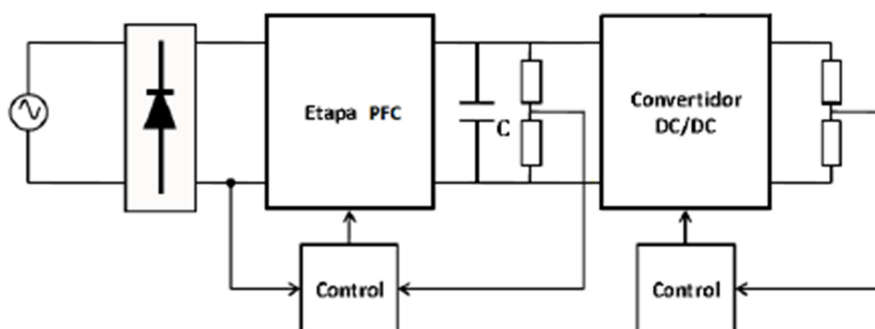 Etapa PFC
C
Convertidor
DC/DC
Control
Control